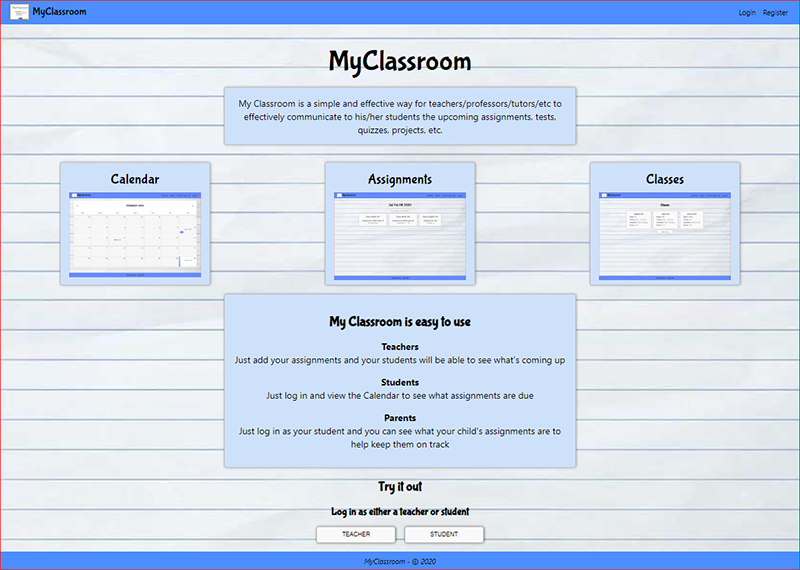 MyClassroom
Login Register
MyClassroom
My Classroom is a simple and effective way for teachers/professors/tutors/etc to
effectively communicate to his/her students the upcoming assignments, tests,
quizzes, projects, etc.
Calendar
Assignments
Classes
My Classroom is easy to use
Teachers
Just add your assignments and your students will be able to see what's coming up
Students
Just log in and view the Calendar to see what assignments are due
Parents
Just log in as your student and you can see what your child's assignments are to
help keep them on track
Try it out
Log in as either a teacher or student
TEACHER
STUDENT
MyClassroom - © 2020